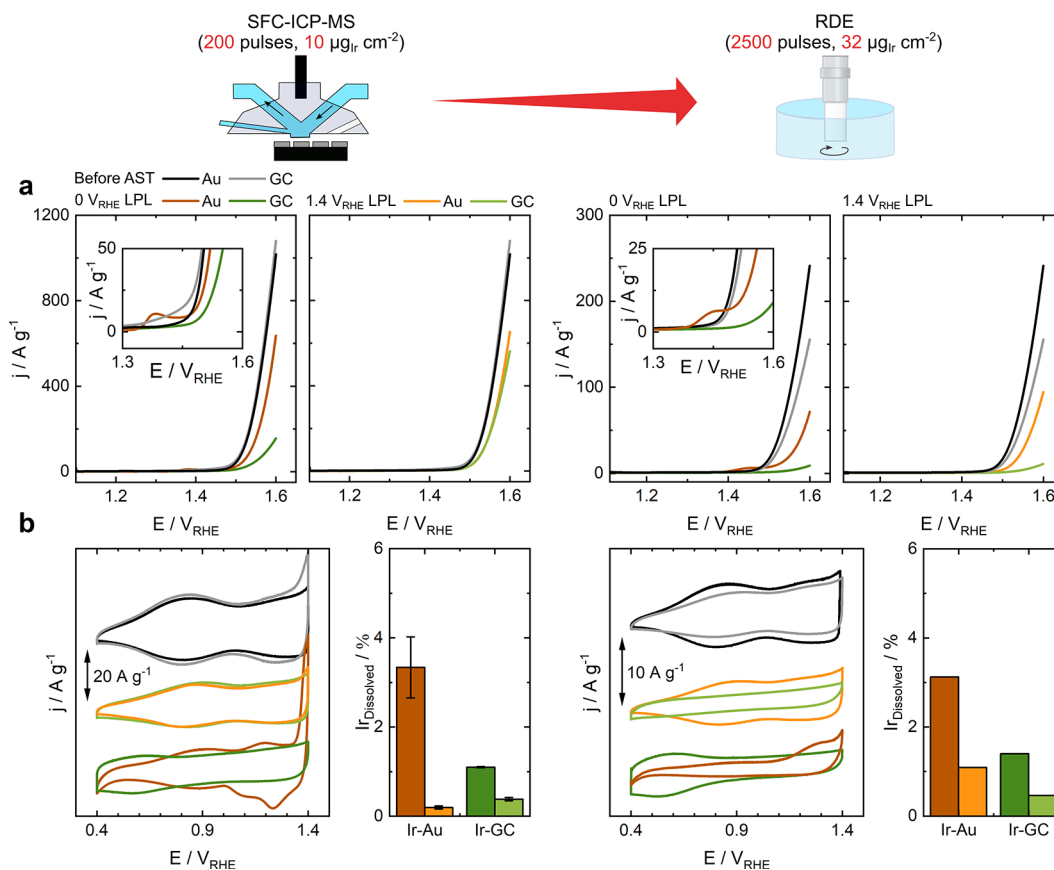 SFC-ICP-MS
(200 pulses, 10 µgIr cm-2)
RDE
(2500 pulses, 32 µgIr cm-2)
a
Before AST Au GC
0 VRHE LPL Au GC
1.4 VRHE LPL Au GC
0 VRHE LPL
1.4 VRHE LPL
1200
900
600
300
0
j / A g-1
1.2 1.4 1.6
E / VRHE
50
0
j / A g-1
1.3 1.6
E / VRHE
1.2 1.4 1.6
E / VRHE
300
200
100
0
j / A g-1
1.2 1.4 1.6
E / VRHE
25
0
j / A g-1
1.3 1.6
E / VRHE
1.2 1.4 1.6
E / VRHE
b
j / A g-1
20 A g-1
0.4 0.9 1.4
E / VRHE
IrDissolved / %
6
4
2
0
Ir-Au Ir-GC
j / A g-1
10 A g-1
0.4 0.9 1.4
E / VRHE
IrDissolved / %
6
4
2
0
Ir-Au Ir-GC